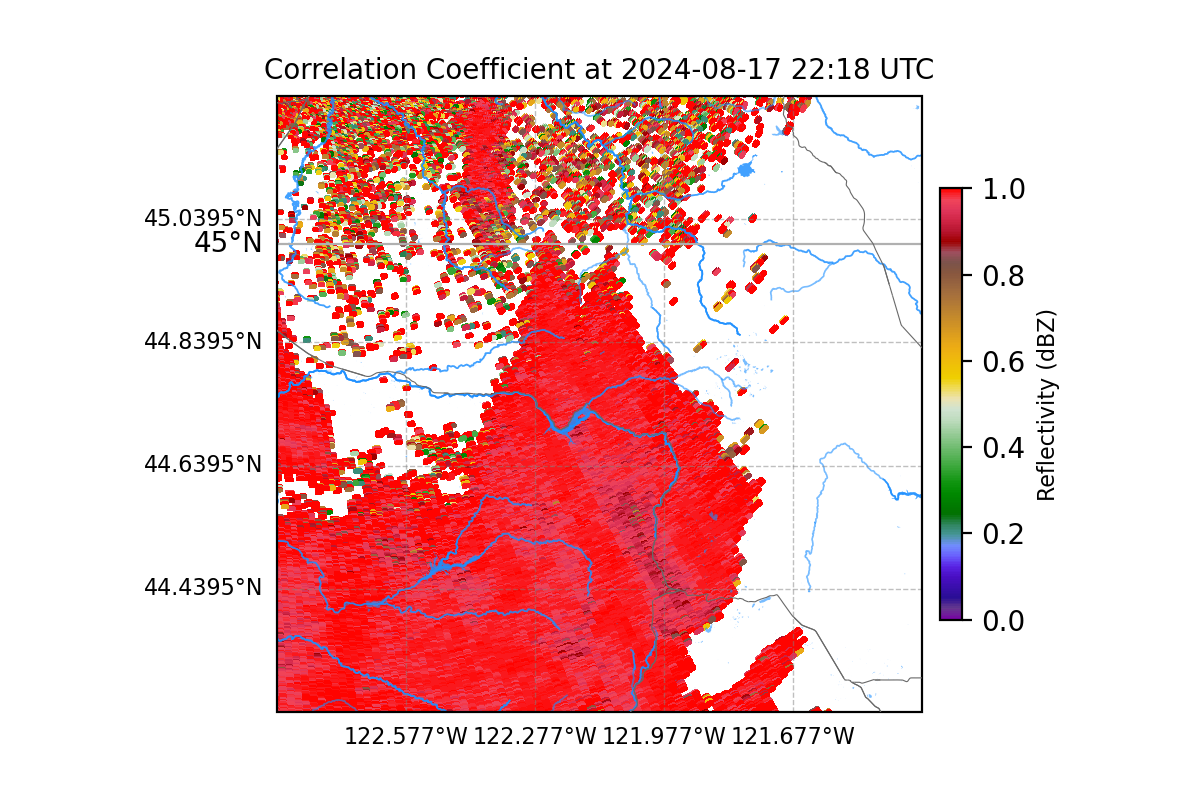 Correlation Coefficient at 2024-08-17 22:18 UTC
45.0395°N
45°N
44.8395°N
44.6395°N
44.4395°N
122.577°W 122.277°W 121.977°W 121.677°W
1.0
0.8
0.6
0.4
0.2
0.0
Reflectivity (dBZ)